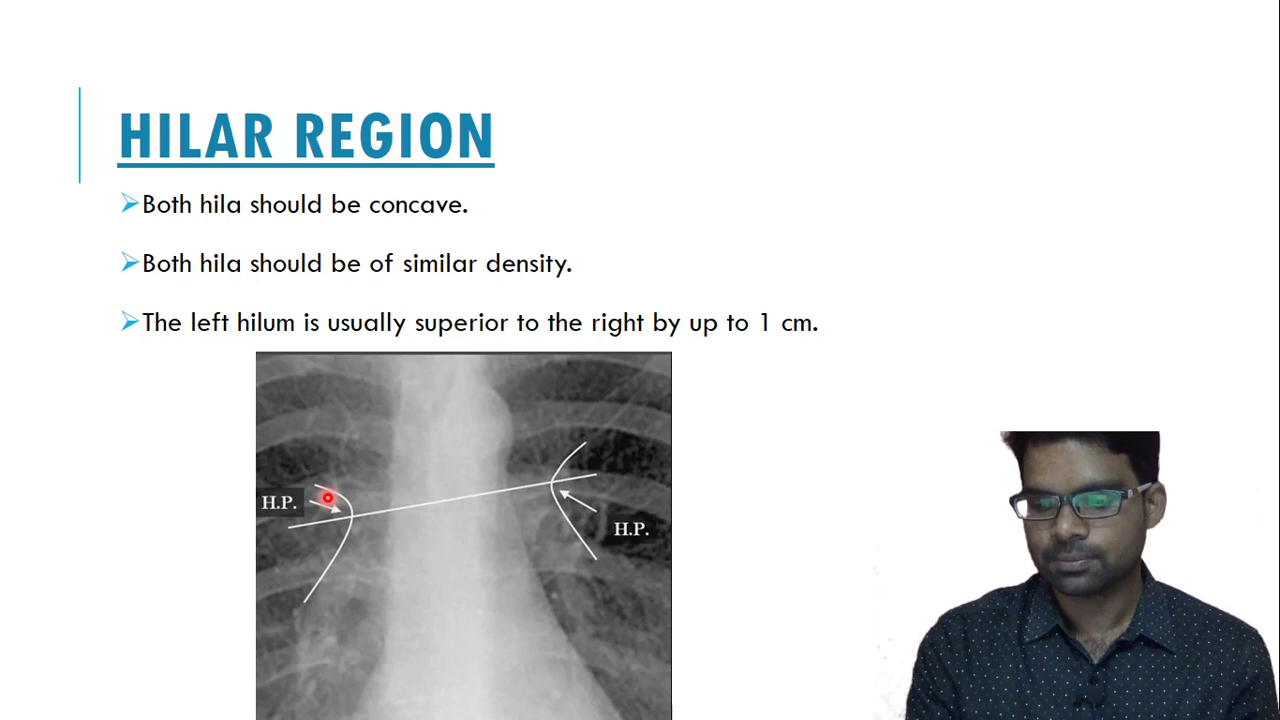 HILAR REGION
Both hila should be concave.
Both hila should be of similar density.
The left hilum is usually superior to the right by up to 1 cm.
H.P.
H.P.